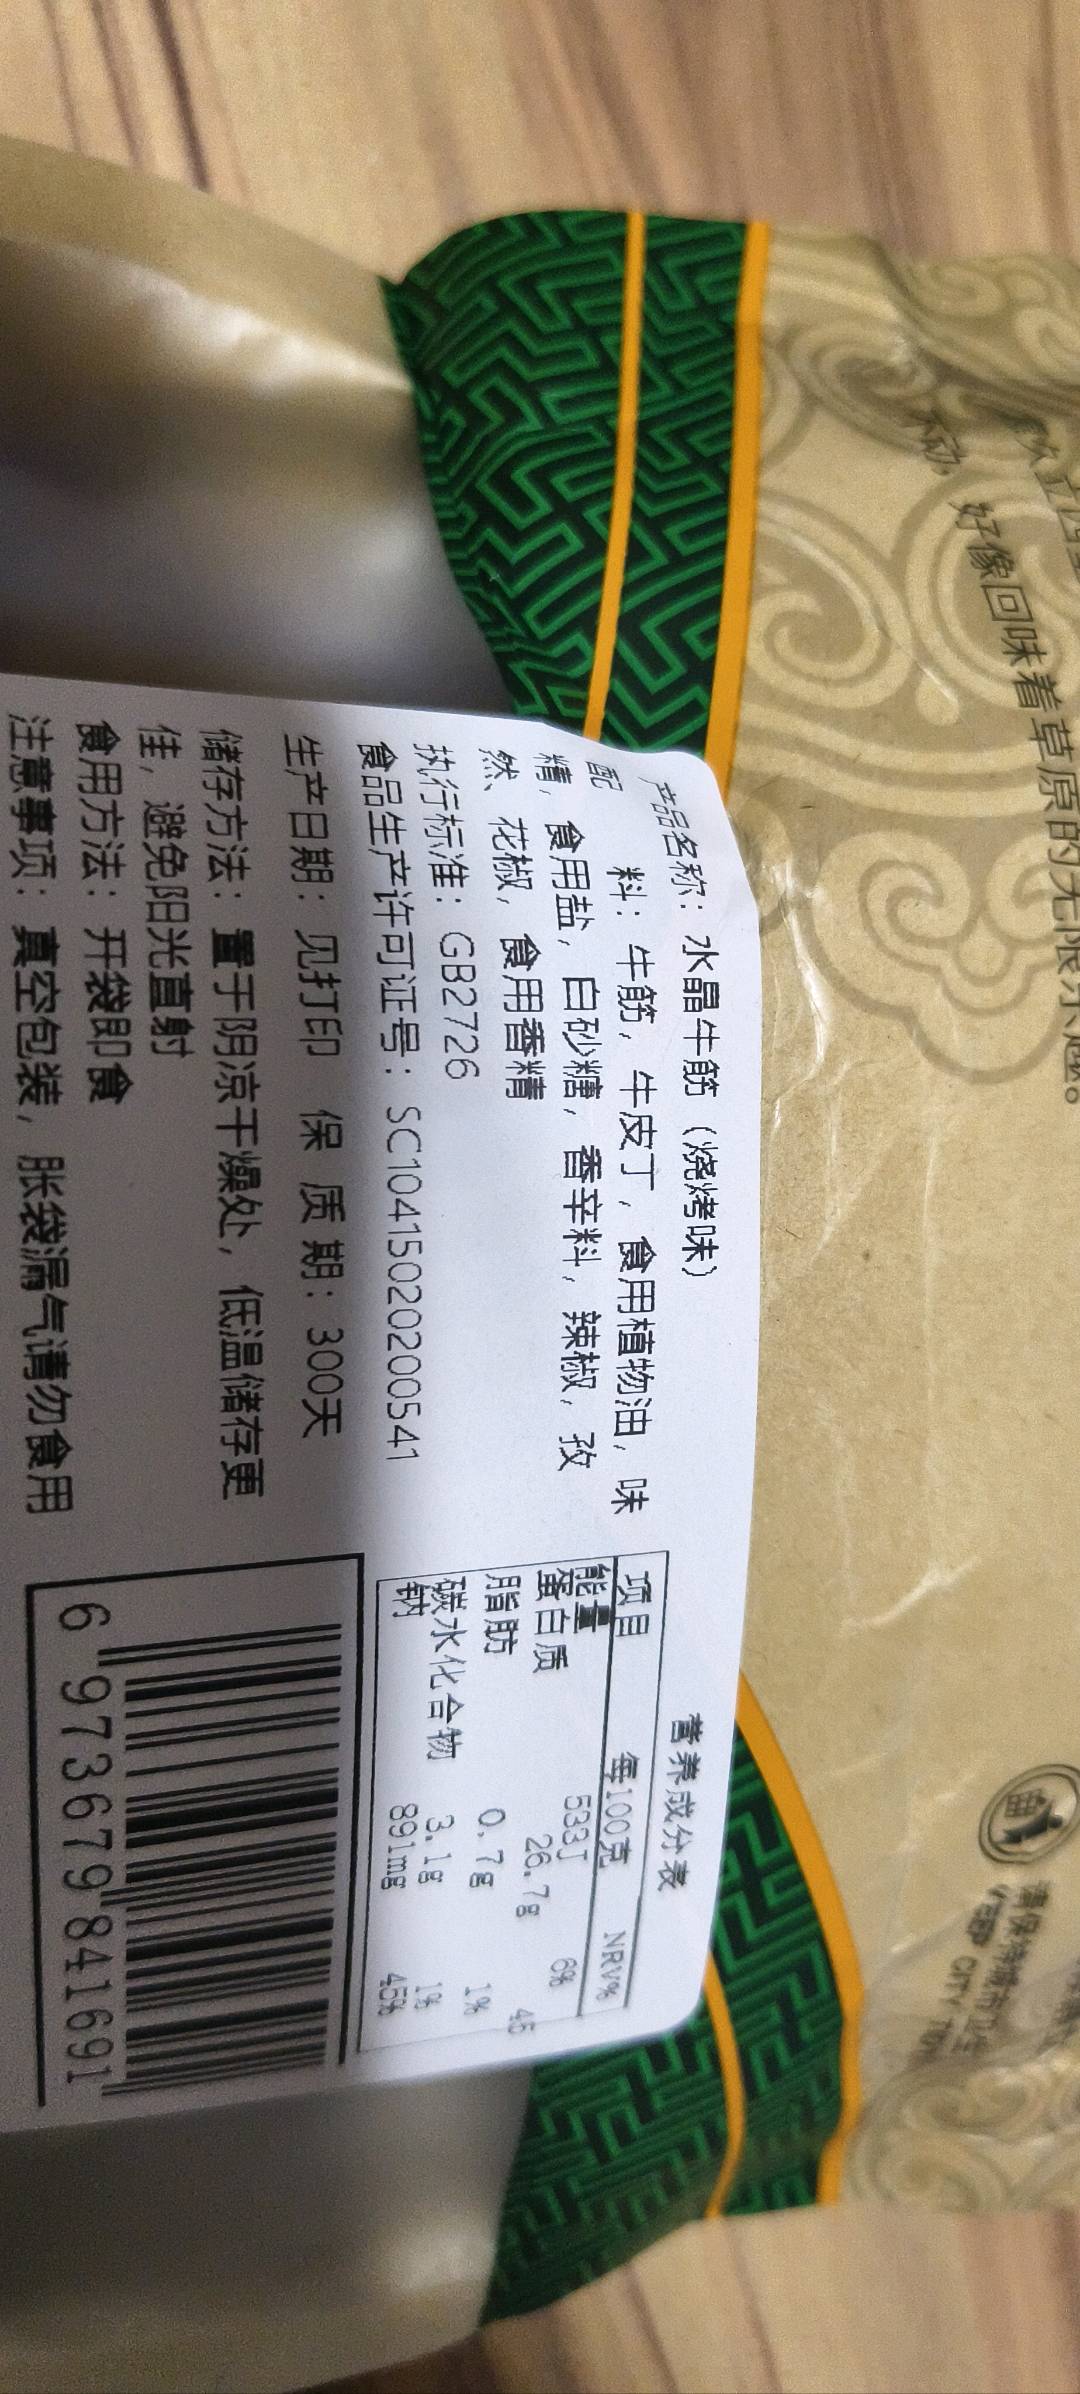 好像回味着草原的无限乐趣。
产品名称：水晶牛筋（烧烤味）
配 料：牛筋，牛皮丁，食用植物油，味
精，食用盐，白砂糖，香辛料，辣椒，孜
然、花椒，食用香精
执行标准：GB2726
食品生产许可证号：SC10415020200541
生产日期：见打印 保 质 期：300天
储存方法：置于阴凉干燥处，低温储存更
佳，避免阳光直射
食用方法：开袋即食
注意事项：真空包装，胀袋漏气请勿食用
营养成分表
项目 每100克 NRV%
能量 533J 6%
蛋白质 26.7g 45
脂肪 0.7g 1%
碳水化合物 3.1g 1%
钠 891mg 45%
6 973679 841691
请保持城市卫生
KEEP CITY